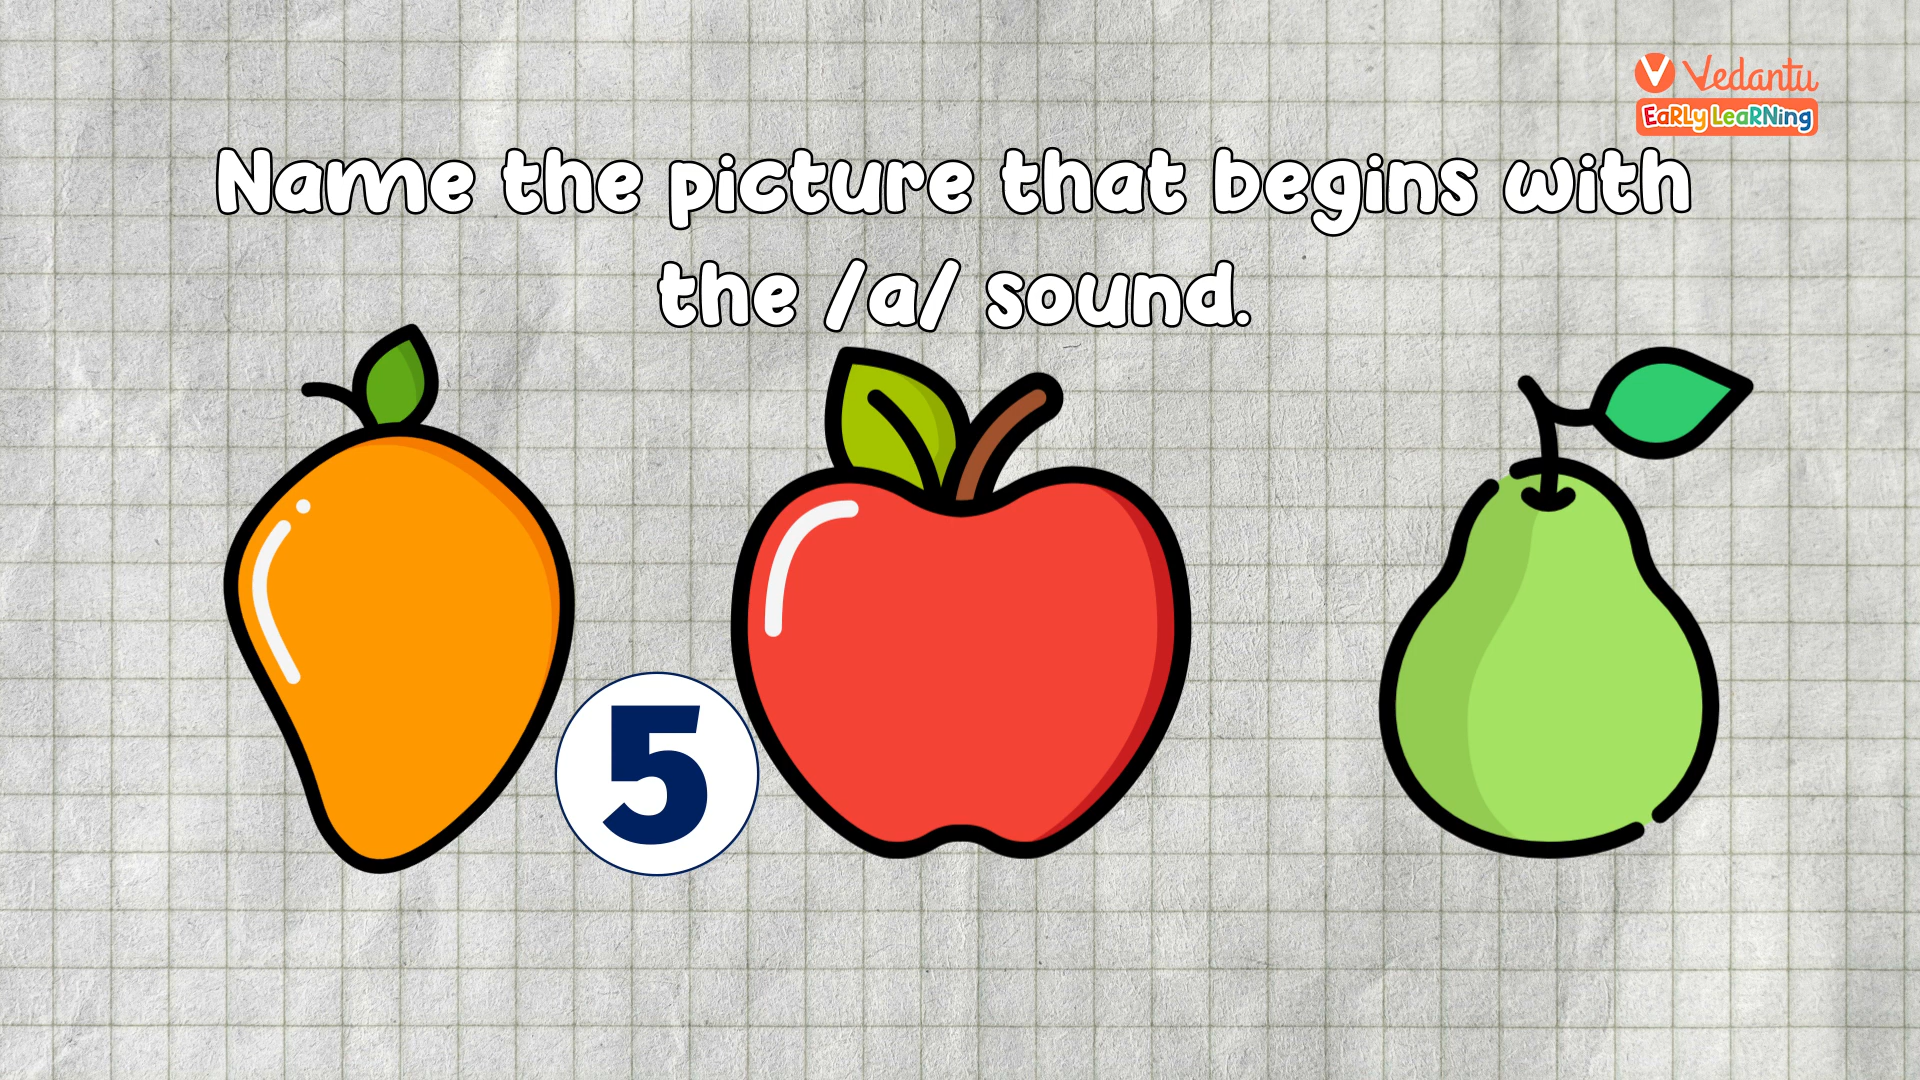 Vedantu
EaRLy LeaRNing
Name the picture that begins with
the /a/ sound.
5